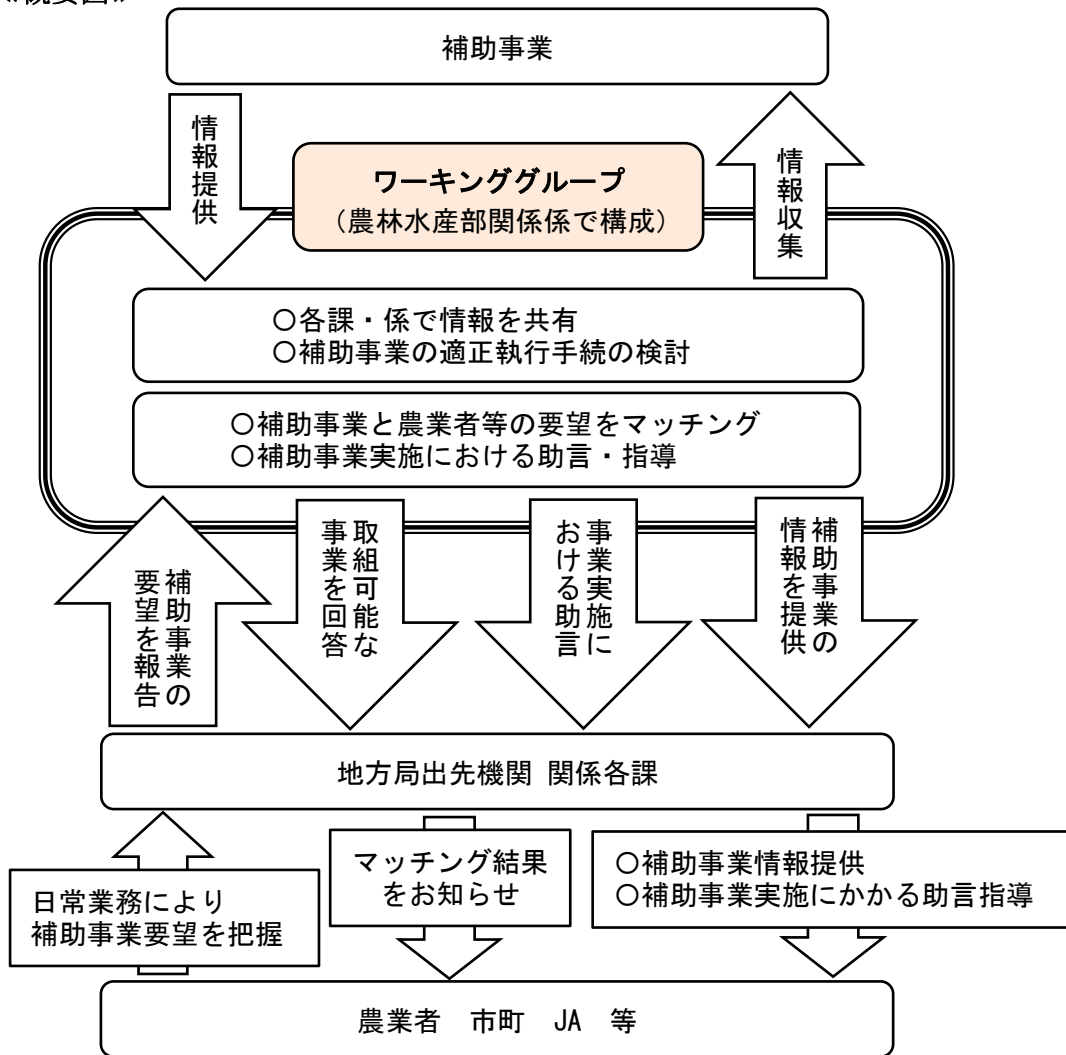 補助事業
情報提供
情報収集
ワーキンググループ
（農林水産部関係係で構成）
○各課・係で情報を共有
○補助事業の適正執行手続の検討
○補助事業と農業者等の要望をマッチング
○補助事業実施における助言・指導
補助事業の
要望を報告
取組可能な
事業を回答
事業実施に
おける助言
補助事業の
情報を提供
地方局出先機関 関係各課
日常業務により
補助事業要望を把握
マッチング結果
をお知らせ
○補助事業情報提供
○補助事業実施にかかる助言指導
農業者　市町　JA　等